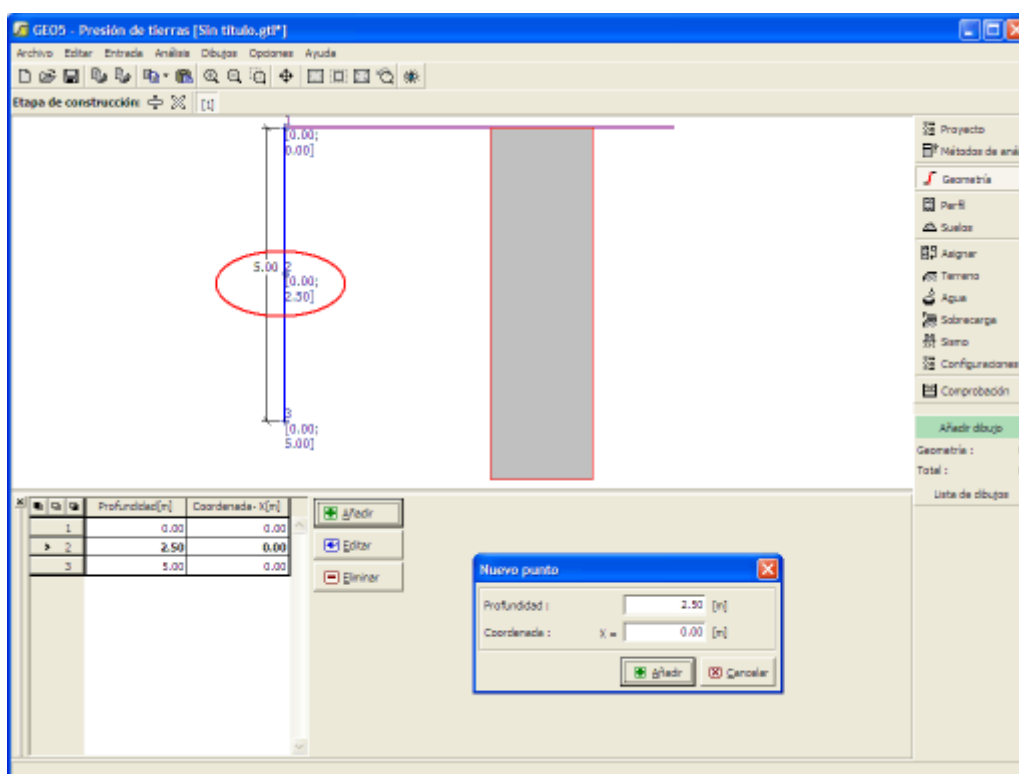 GEO5 - Presión de tierras [Sin título.gti*]
Archivo Editar Entrada Análisis Dibujos Opciones Ayuda
Etapa de construcción: [1]
1
[0.00;
0.00]
5.00 2
[0.00;
2.50]
3
[0.00;
5.00]
Proyecto
Métodos de aná
Geometría
Perfil
Suelos
Asignar
Terreno
Agua
Sobrecarga
Sismo
Configuraciones
Comprobación
Añadir dibujo
Geometría :
Total :
Lista de dibujos
Profundidad[m] Coordenada- X[m]
1 0.00 0.00
2 2.50 0.00
3 5.00 0.00
Añadir
Editar
Eliminar
Nuevo punto
Profundidad : 2.50 [m]
Coordenada : X = 0.00 [m]
Añadir Cancelar